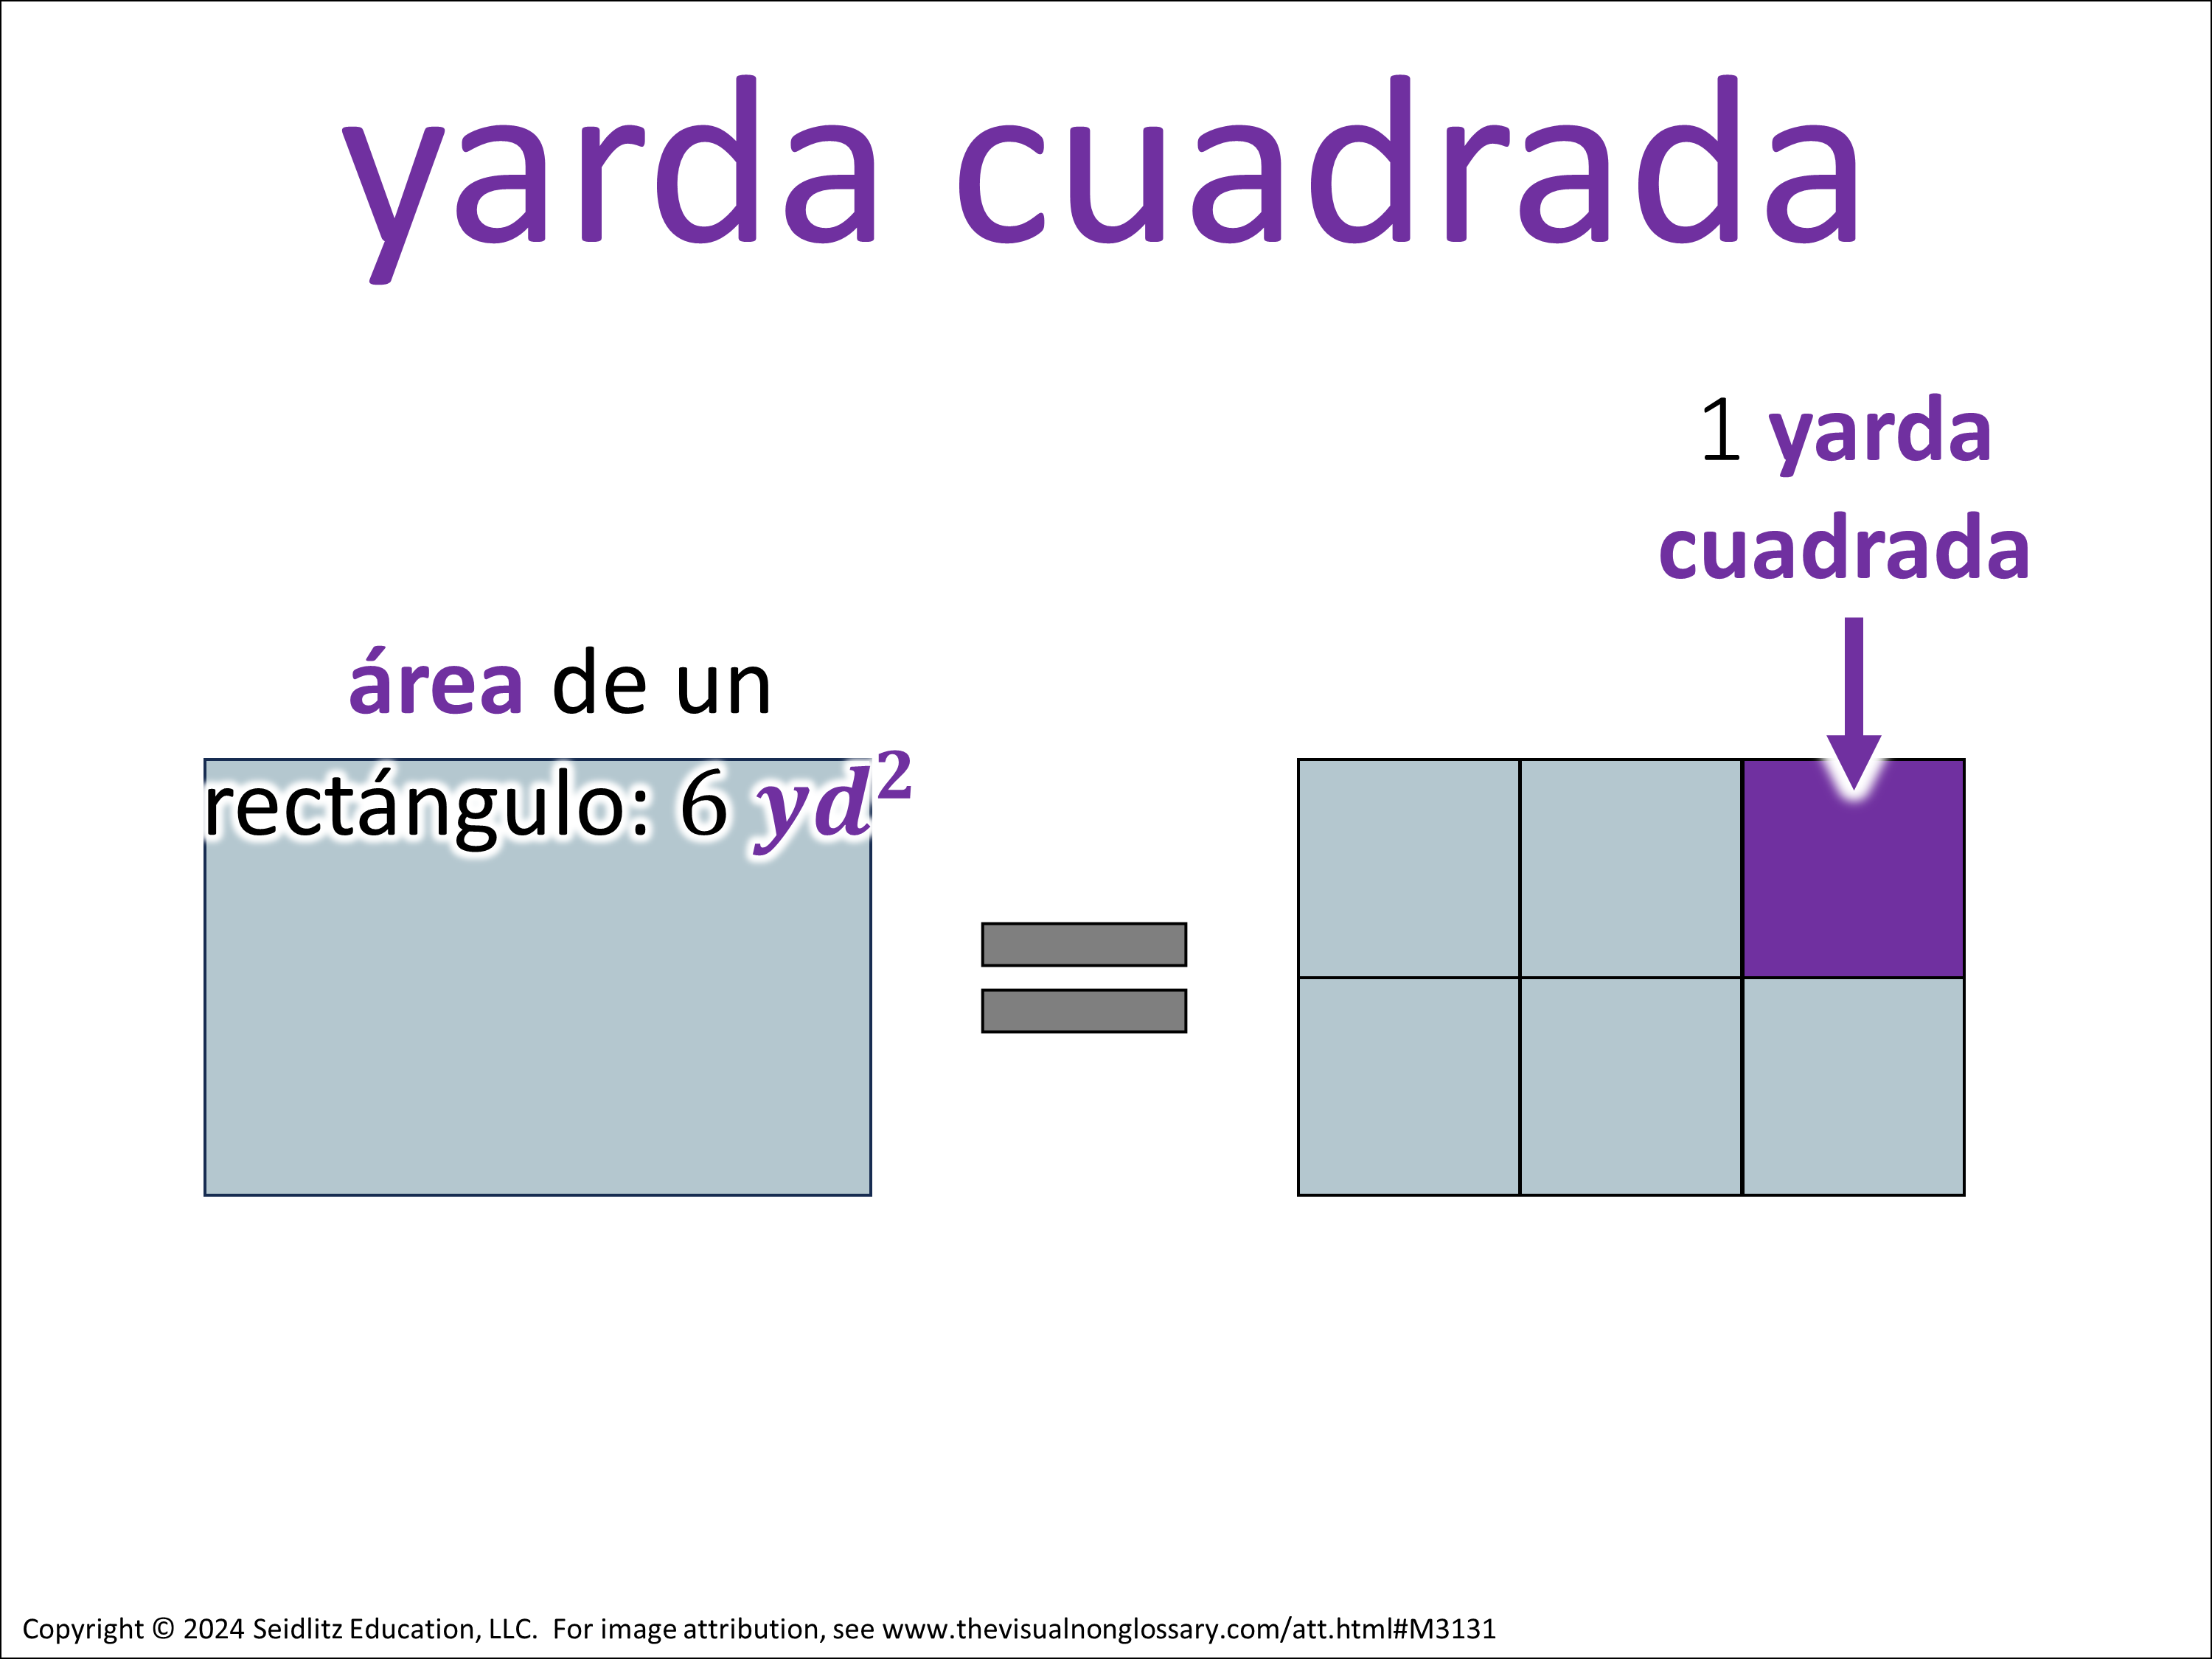 yarda cuadrada
1 yarda
cuadrada
área de un
rectángulo: 6 yd²
Copyright © 2024 Seidlitz Education, LLC.  For image attribution, see www.thevisualnonglossary.com/att.html#M3131